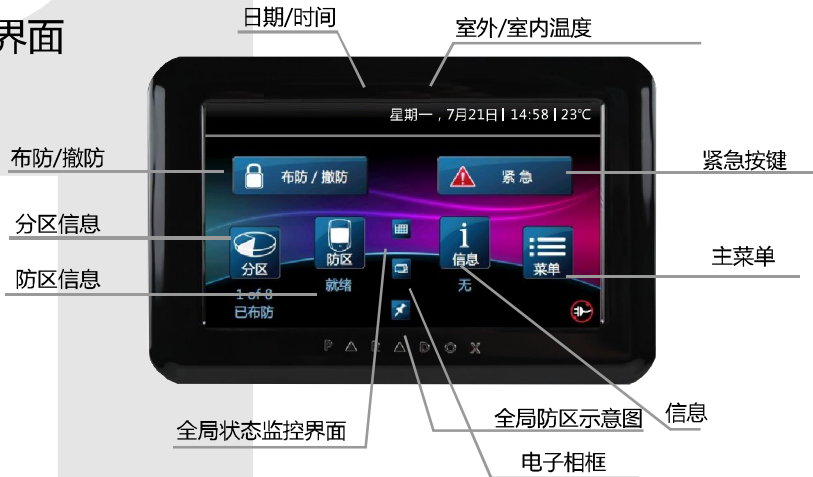 日期/时间
室外/室内温度
界面
星期一，7月21日 | 14:58 | 23℃
布防/撤防
布防 / 撤防
紧 急
紧急按键
分区信息
分区
防区
信息
菜单
主菜单
防区信息
1 of 8
就绪
无
已布防
PARADOX
全局状态监控界面
全局防区示意图
信息
电子相框